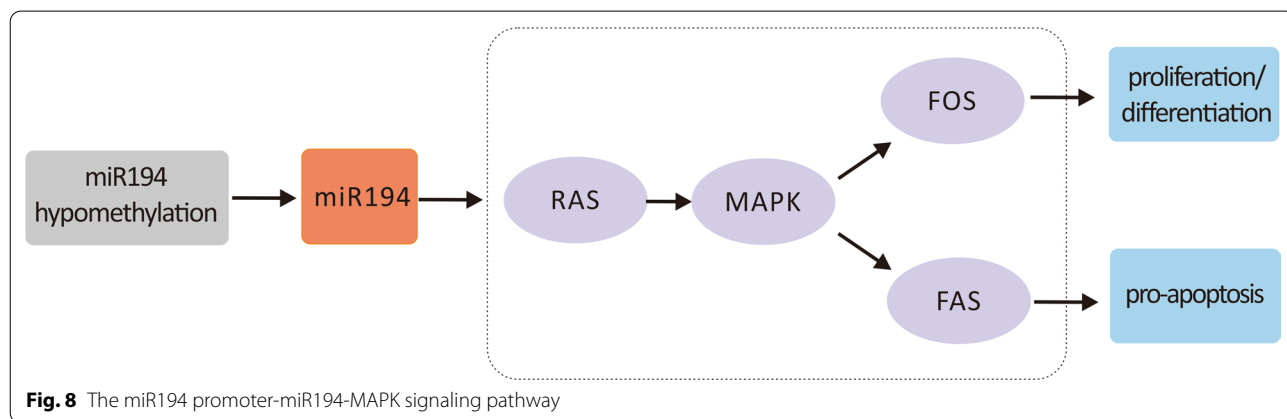 miR194
hypomethylation
miR194
RAS
MAPK
FOS
FAS
proliferation/
differentiation
pro-apoptosis
Fig. 8 The miR194 promoter-miR194-MAPK signaling pathway